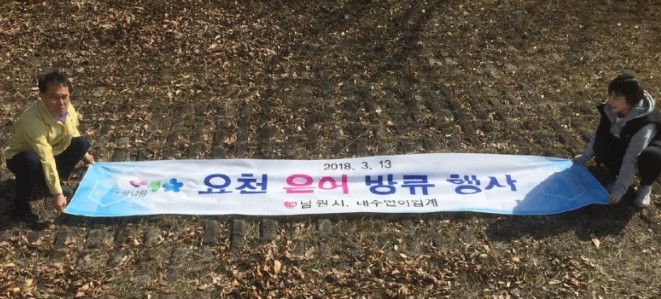 2018. 3. 13
요천 은어 방류 행사
남원시, 내수면어업계